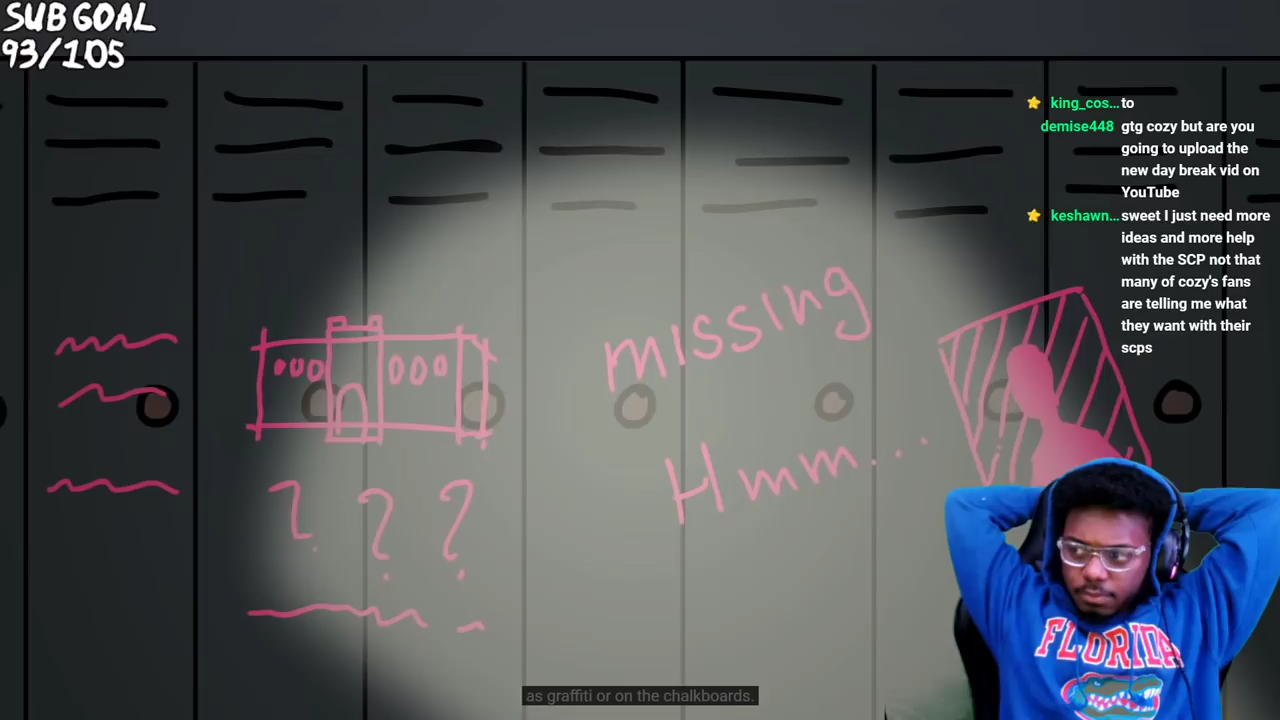 SUB GOAL
93/105
king_cos... to
demise448 gtg cozy but are you
going to upload the
new day break vid on
YouTube
keshawn... sweet I just need more
ideas and more help
with the SCP not that
many of cozy's fans
are telling me what
they want with their
scps
missing
Hmm...
? ? ?
FLORIDA
as graffiti or on the chalkboards.